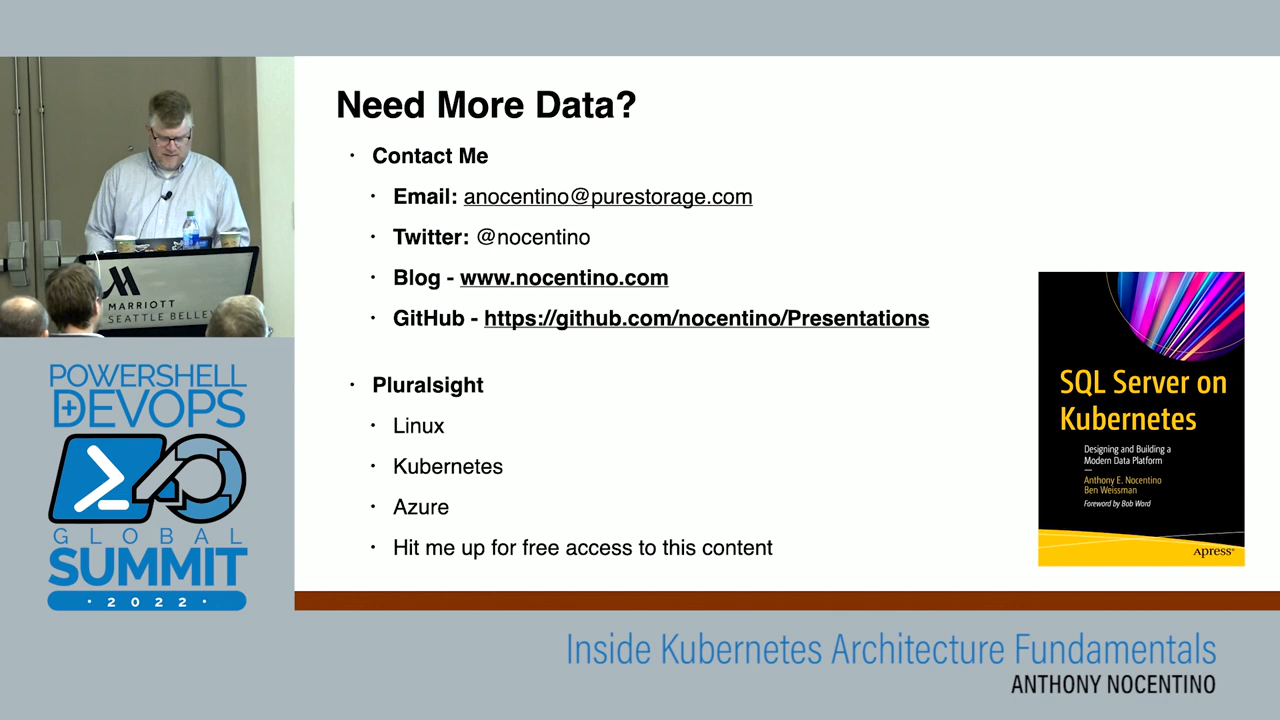 Need More Data?
· Contact Me
· Email: anocentino@purestorage.com
· Twitter: @nocentino
· Blog - www.nocentino.com
· GitHub - https://github.com/nocentino/Presentations
· Pluralsight
· Linux
· Kubernetes
· Azure
· Hit me up for free access to this content
SQL Server on
Kubernetes
Designing and Building a
Modern Data Platform
Anthony E. Nocentino
Ben Weissman
Foreword by Bob Ward
Apress®
MARRIOTT
SEATTLE BELLEV
POWERSHELL
+DEVOPS
GLOBAL
SUMMIT
· 2022 ·
Inside Kubernetes Architecture Fundamentals
ANTHONY NOCENTINO